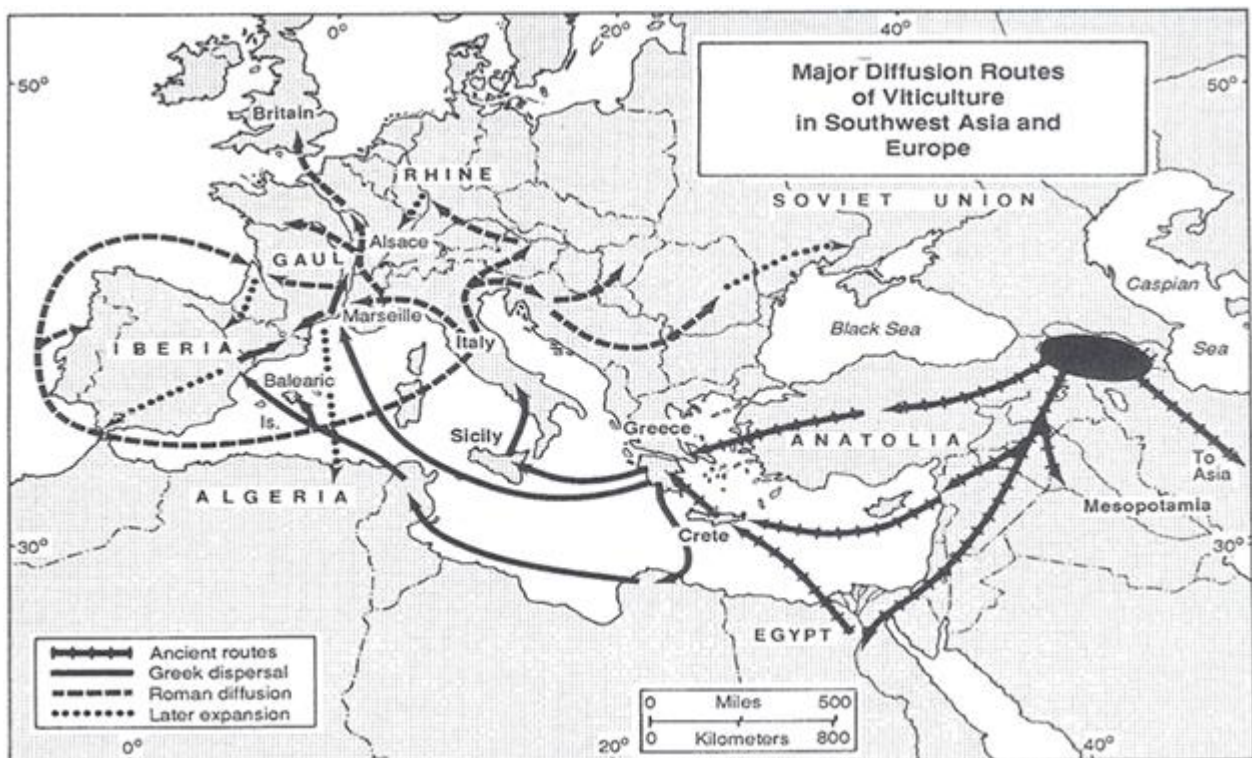 0°
20°
40°
50°
50°
Major Diffusion Routes
of Viticulture
in Southwest Asia and
Europe
Britain
RHINE
SOVIET UNION
Alsace
GAUL
Caspian
Sea
Marseille
Black Sea
Italy
IBERIA
Balearic
Is.
Sicily
Greece
ANATOLIA
To
Asia
ALGERIA
Mesopotamia
Crete
30°
30°
EGYPT
Ancient routes
Greek dispersal
Roman diffusion
Later expansion
0 Miles 500
0 Kilometers 800
0°
20°
40°